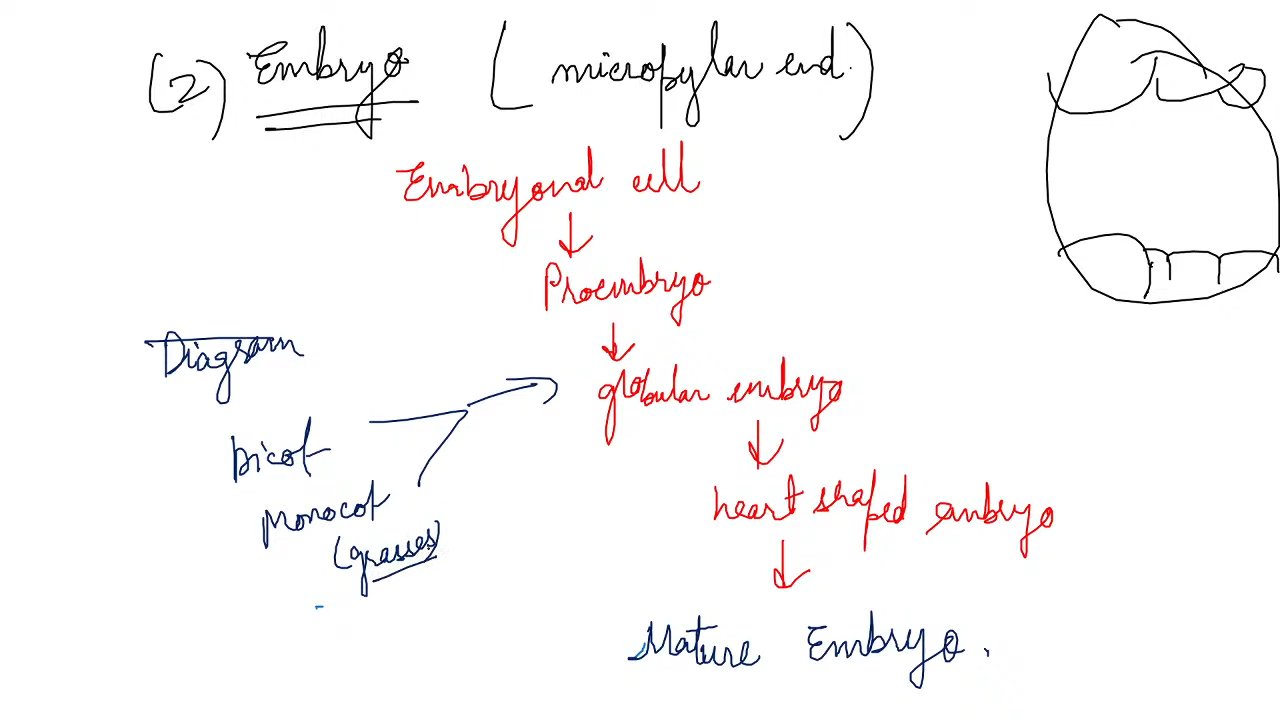 (2) Embryo (micropylar end.)
Embryonal cell
Proembryo
Diagram
globular embryo
Dicot
Monocot
(grasses)
heart shaped embryo
Mature Embryo.